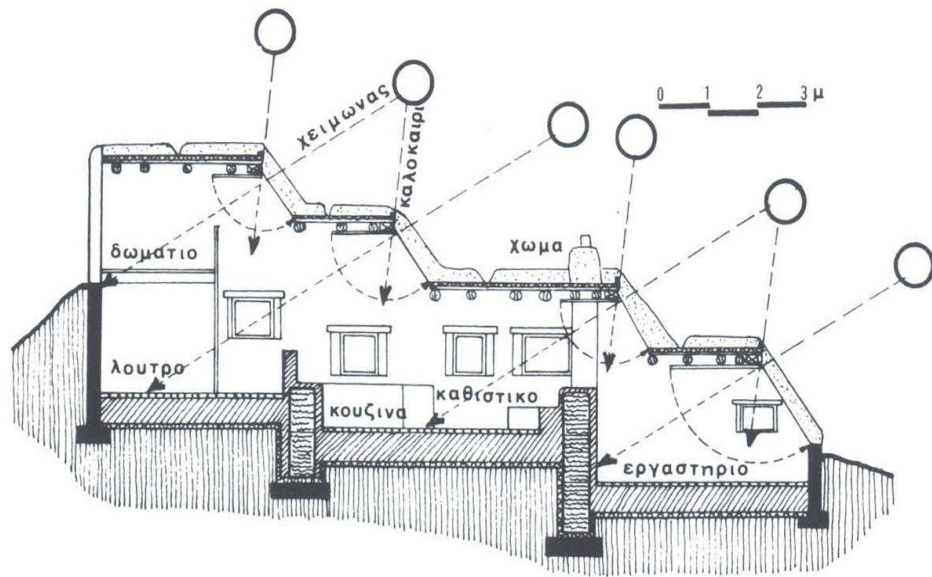 χειμωνας
καλοκαιρι
0 1 2 3 μ
δωματιο
χωμα
λουτρο
κουζινα
καθιστικο
εργαστηριο